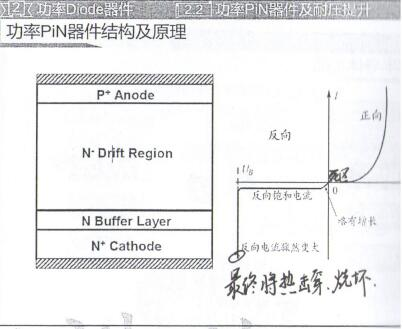 2 功率Diode器件
2.2.1 功率PiN器件及耐压提升
功率PiN器件结构及原理
P⁺ Anode
N⁻ Drift Region
N Buffer Layer
N⁺ Cathode
I
正向
反向
U_B
死区
0
反向饱和电流
略有增长
反向电流骤然变大
最终将热击穿、烧坏.